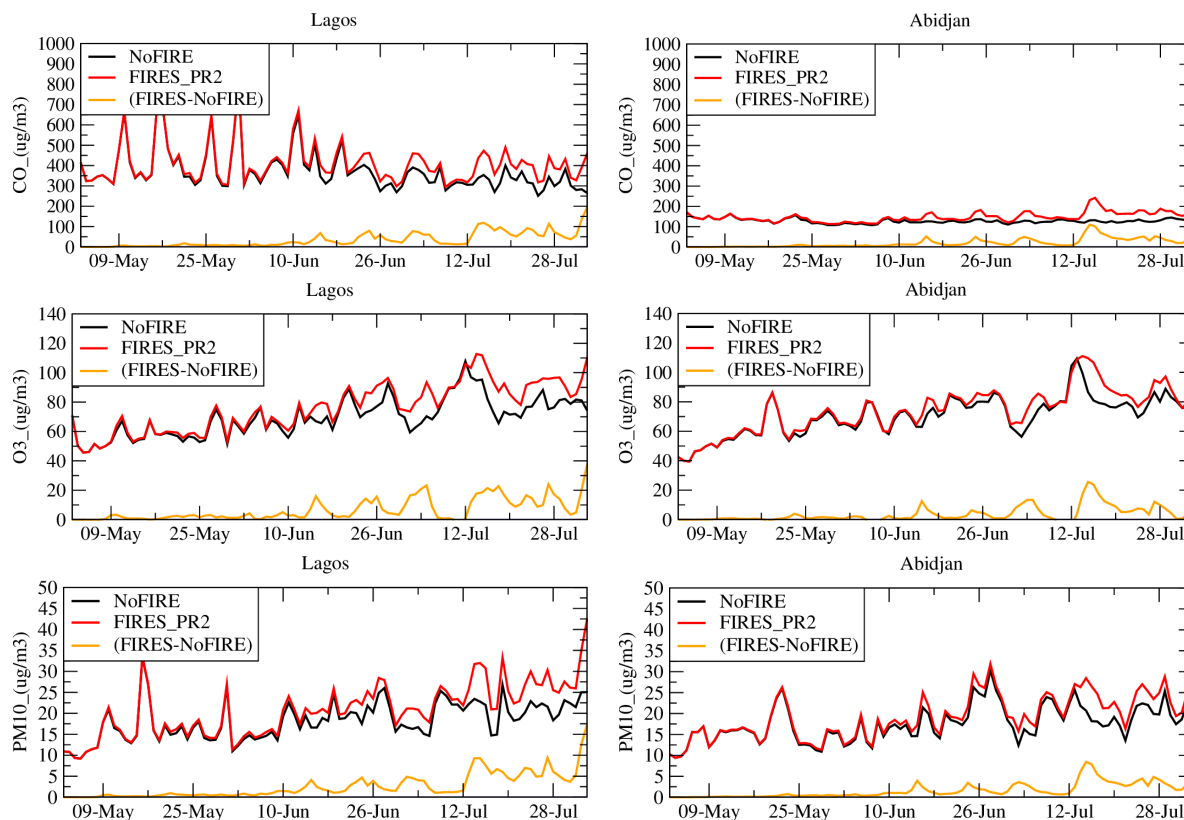 Lagos
1000
900
800
700
600
500
400
300
200
100
0
CO_(ug/m3)
NoFIRE
FIRES_PR2
(FIRES-NoFIRE)
09-May 25-May 10-Jun 26-Jun 12-Jul 28-Jul
Abidjan
1000
900
800
700
600
500
400
300
200
100
0
CO_(ug/m3)
NoFIRE
FIRES_PR2
(FIRES-NoFIRE)
09-May 25-May 10-Jun 26-Jun 12-Jul 28-Jul
Lagos
140
120
100
80
60
40
20
0
O3_(ug/m3)
NoFIRE
FIRES_PR2
(FIRES-NoFIRE)
09-May 25-May 10-Jun 26-Jun 12-Jul 28-Jul
Abidjan
140
120
100
80
60
40
20
0
O3_(ug/m3)
NoFIRE
FIRES_PR2
(FIRES-NoFIRE)
09-May 25-May 10-Jun 26-Jun 12-Jul 28-Jul
Lagos
50
45
40
35
30
25
20
15
10
5
0
PM10_(ug/m3)
NoFIRE
FIRES_PR2
(FIRES-NoFIRE)
09-May 25-May 10-Jun 26-Jun 12-Jul 28-Jul
Abidjan
50
45
40
35
30
25
20
15
10
5
0
PM10_(ug/m3)
NoFIRE
FIRES_PR2
(FIRES-NoFIRE)
09-May 25-May 10-Jun 26-Jun 12-Jul 28-Jul